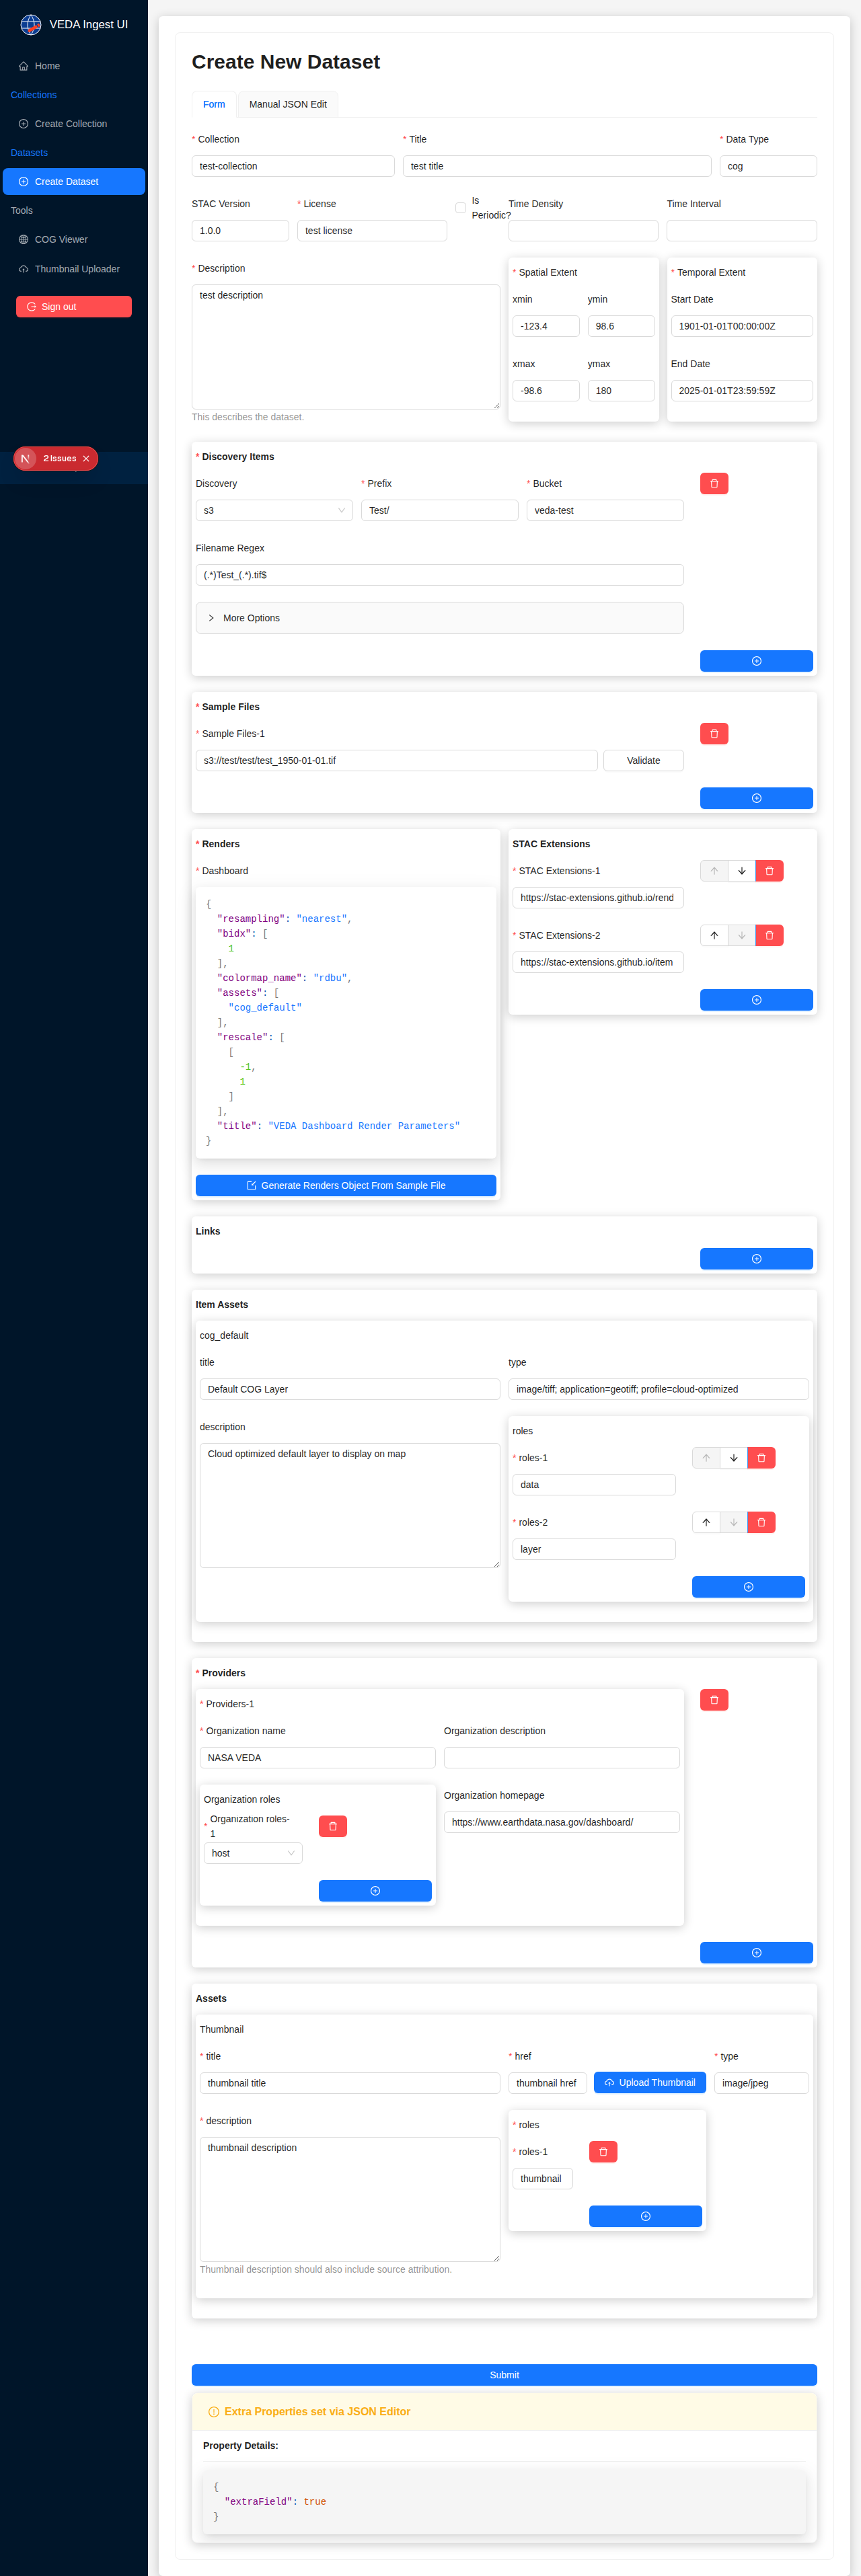 VEDA Ingest UI
Home
Collections
Create Collection
Datasets
Create Dataset
Tools
COG Viewer
Thumbnail Uploader
Sign out
2 Issues
Create New Dataset
Form
Manual JSON Edit
* Collection
* Title
* Data Type
test-collection
test title
cog
STAC Version
* License
Is Periodic?
Time Density
Time Interval
1.0.0
test license
* Description
test description
This describes the dataset.
* Spatial Extent
xmin
ymin
-123.4
98.6
xmax
ymax
-98.6
180
* Temporal Extent
Start Date
1901-01-01T00:00:00Z
End Date
2025-01-01T23:59:59Z
* Discovery Items
Discovery
* Prefix
* Bucket
s3
Test/
veda-test
Filename Regex
(.*)Test_(.*).tif$
More Options
* Sample Files
* Sample Files-1
s3://test/test/test_1950-01-01.tif
Validate
* Renders
* Dashboard
{
"resampling": "nearest",
"bidx": [
1
],
"colormap_name": "rdbu",
"assets": [
"cog_default"
],
"rescale": [
[
-1,
1
]
],
"title": "VEDA Dashboard Render Parameters"
}
Generate Renders Object From Sample File
STAC Extensions
* STAC Extensions-1
https://stac-extensions.github.io/rend
* STAC Extensions-2
https://stac-extensions.github.io/item
Links
Item Assets
cog_default
title
type
Default COG Layer
image/tiff; application=geotiff; profile=cloud-optimized
description
Cloud optimized default layer to display on map
roles
* roles-1
data
* roles-2
layer
* Providers
* Providers-1
* Organization name
Organization description
NASA VEDA
Organization roles
* Organization roles-1
host
Organization homepage
https://www.earthdata.nasa.gov/dashboard/
Assets
Thumbnail
* title
* href
* type
thumbnail title
thumbnail href
Upload Thumbnail
image/jpeg
* description
thumbnail description
Thumbnail description should also include source attribution.
* roles
* roles-1
thumbnail
Submit
Extra Properties set via JSON Editor
Property Details:
{
"extraField": true
}